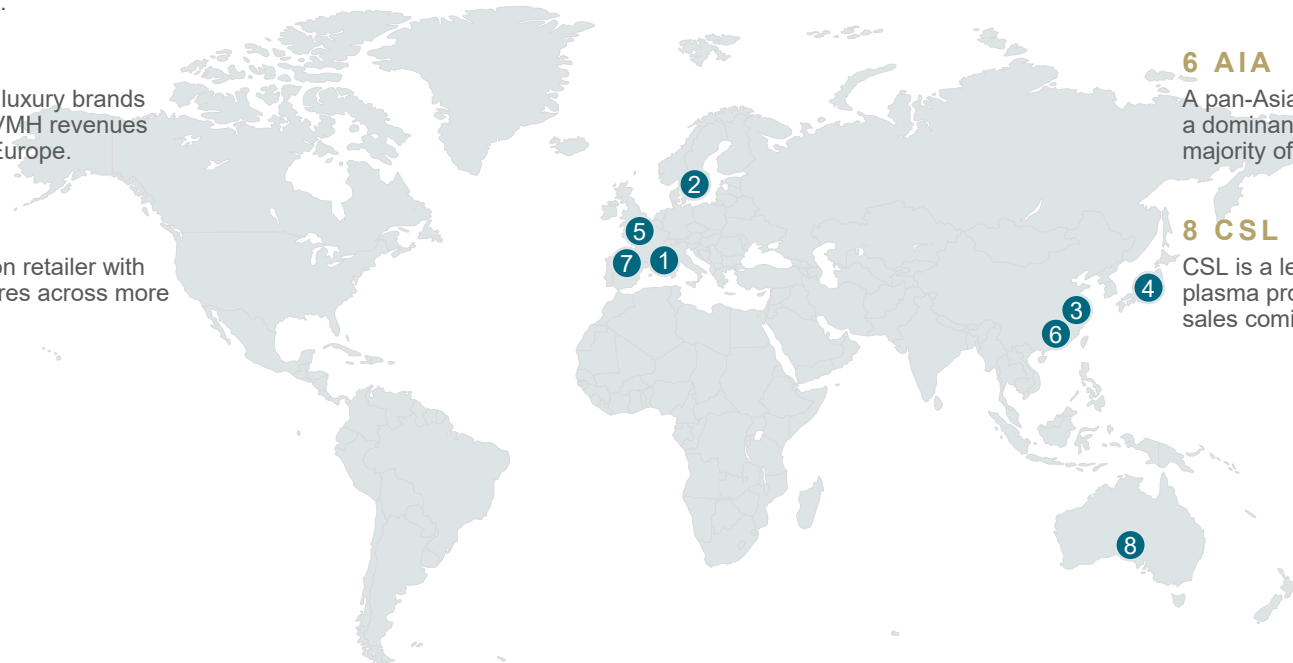 .
luxury brands
VMH revenues
Europe.
on retailer with
res across more
6 AIA
A pan-Asia
a dominan
majority of
8 CSL
CSL is a le
plasma pro
sales comi
2
5
7
1
4
3
6
8